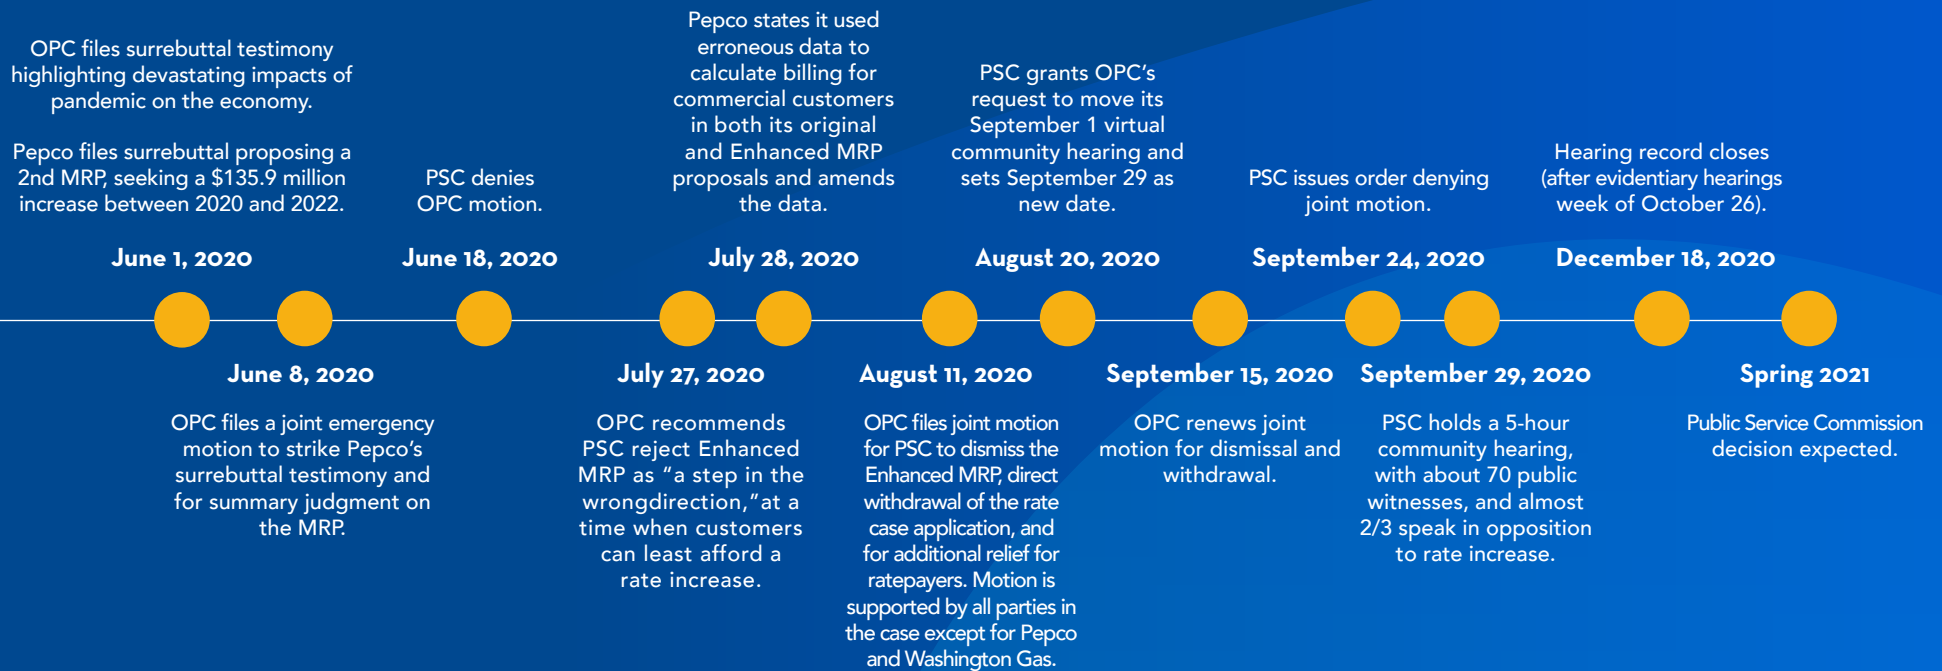 OPC files surrebuttal testimony
highlighting devastating impacts of
pandemic on the economy.
Pepco files surrebuttal proposing a
2nd MRP, seeking a $135.9 million
increase between 2020 and 2022.
June 1, 2020
June 8, 2020
OPC files a joint emergency
motion to strike Pepco's
surrebuttal testimony and
for summary judgment on
the MRP.
PSC denies
OPC motion.
June 18, 2020
July 27, 2020
OPC recommends
PSC reject Enhanced
MRP as “a step in the
wrongdirection,”at a
time when customers
can least afford a
rate increase.
Pepco states it used
erroneous data to
calculate billing for
commercial customers
in both its original
and Enhanced MRP
proposals and amends
the data.
July 28, 2020
August 11, 2020
OPC files joint motion
for PSC to dismiss the
Enhanced MRP, direct
withdrawal of the rate
case application, and
for additional relief for
ratepayers. Motion is
supported by all parties in
the case except for Pepco
and Washington Gas.
PSC grants OPC's
request to move its
September 1 virtual
community hearing and
sets September 29 as
new date.
August 20, 2020
September 15, 2020
OPC renews joint
motion for dismissal and
withdrawal.
PSC issues order denying
joint motion.
September 24, 2020
September 29, 2020
PSC holds a 5-hour
community hearing,
with about 70 public
witnesses, and almost
2/3 speak in opposition
to rate increase.
Hearing record closes
(after evidentiary hearings
week of October 26).
December 18, 2020
Spring 2021
Public Service Commission
decision expected.